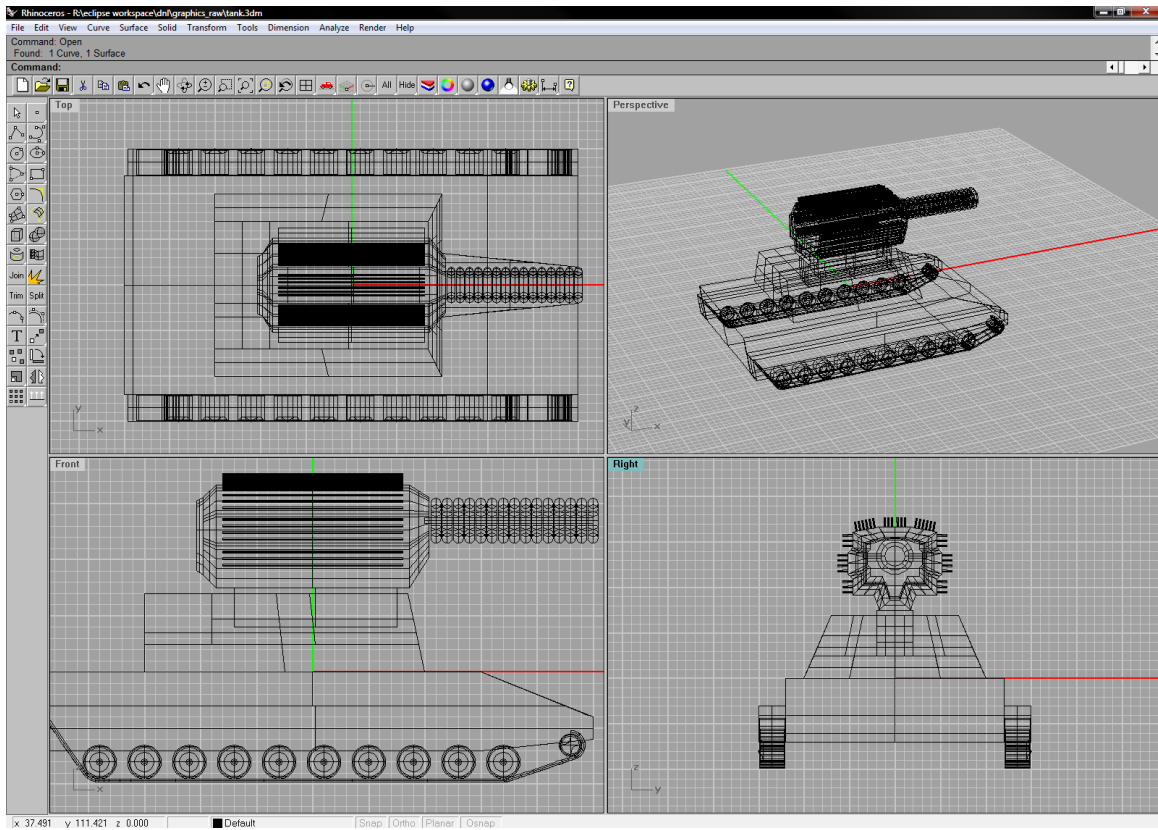 Rhinoceros - R:\eclipse workspace\dnl\graphics_raw\tank.3dm
File Edit View Curve Surface Solid Transform Tools Dimension Analyze Render Help
Command: Open
Found: 1 Curve, 1 Surface
Command:
All Hide
Top
Perspective
Join
Trim Split
T
y
x
z
y
x
Front
Right
x
z
y
x 37.491 y 111.421 z 0.000 Default Snap Ortho Planar Osnap